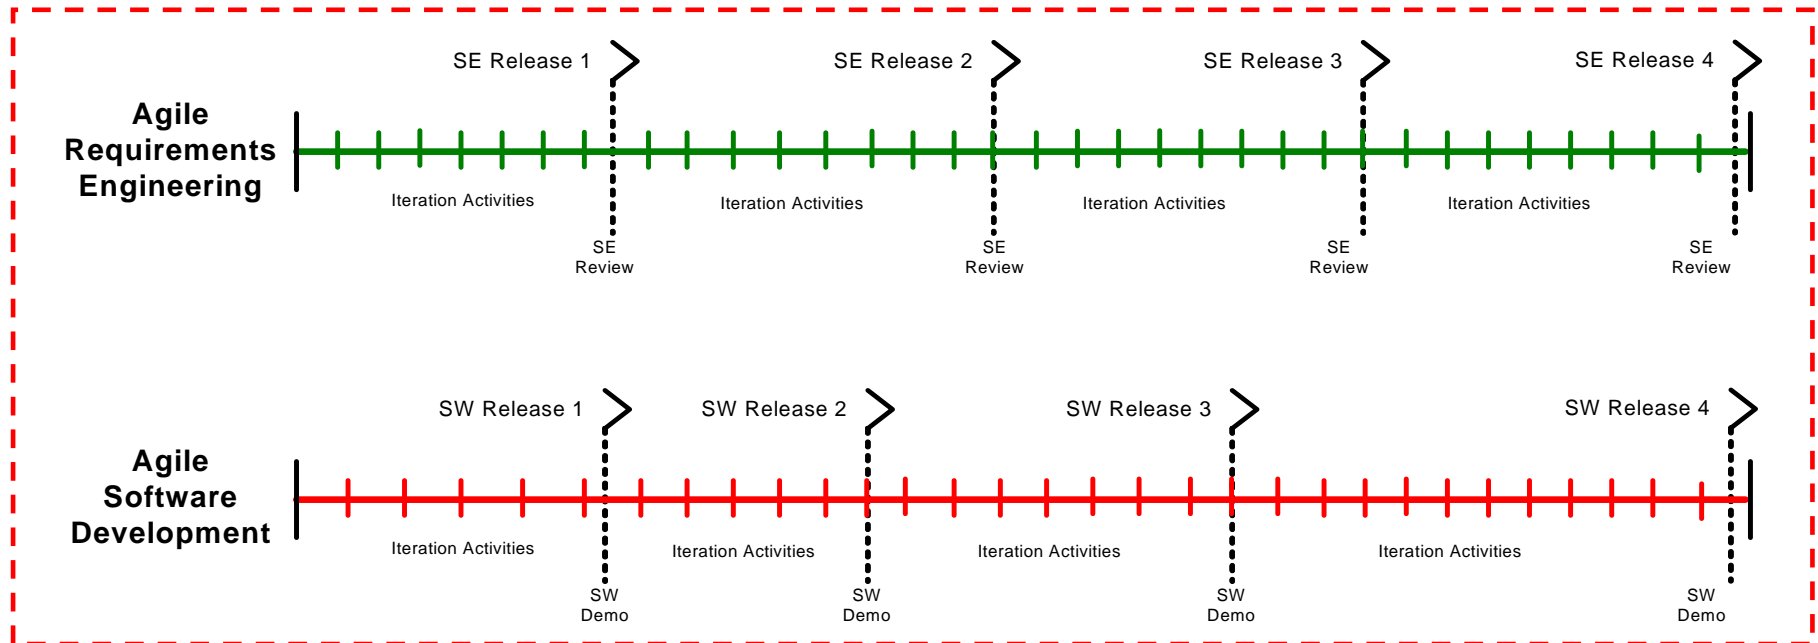 SE Release 1
SE Release 2
SE Release 3
SE Release 4
Agile
Requirements
Engineering
Iteration Activities
Iteration Activities
Iteration Activities
Iteration Activities
SE
Review
SE
Review
SE
Review
SE
Review
SW Release 1
SW Release 2
SW Release 3
SW Release 4
Agile
Software
Development
Iteration Activities
Iteration Activities
Iteration Activities
Iteration Activities
SW
Demo
SW
Demo
SW
Demo
SW
Demo